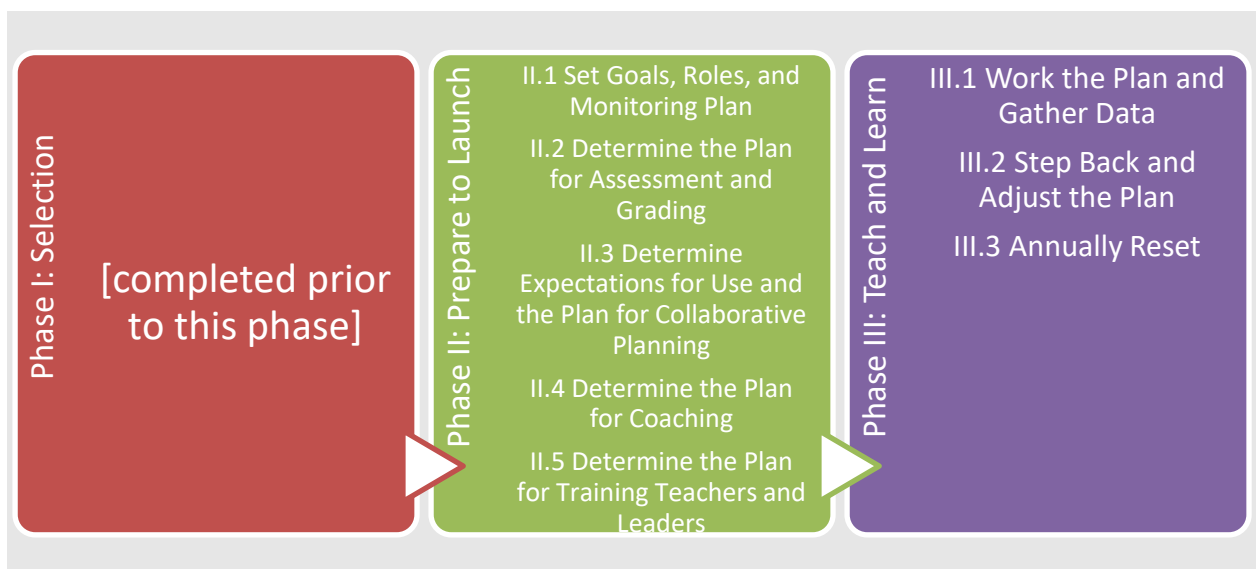 Phase I: Selection
[completed prior
to this phase]
Phase II: Prepare to Launch
II.1 Set Goals, Roles, and
Monitoring Plan
II.2 Determine the Plan
for Assessment and
Grading
II.3 Determine
Expectations for Use and
the Plan for Collaborative
Planning
II.4 Determine the Plan
for Coaching
II.5 Determine the Plan
for Training Teachers and
Leaders
Phase III: Teach and Learn
III.1 Work the Plan and
Gather Data
III.2 Step Back and
Adjust the Plan
III.3 Annually Reset